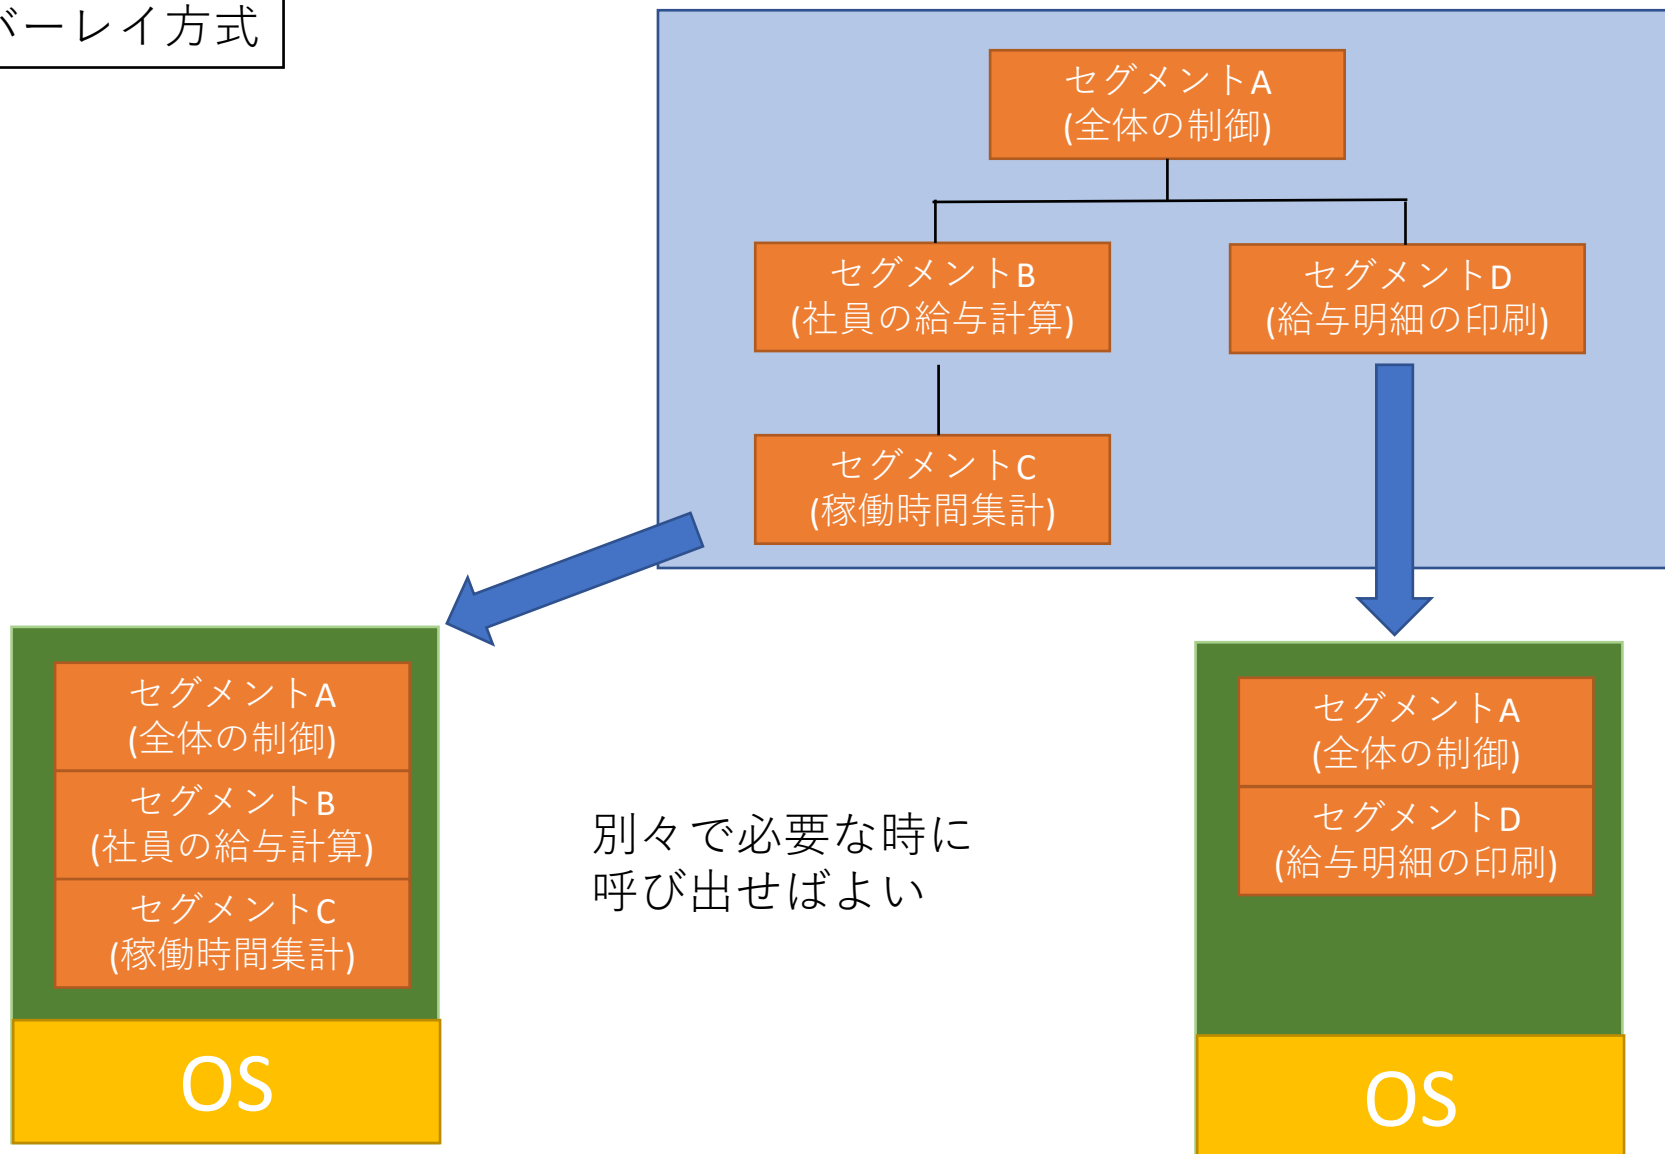 バーレイ方式
セグメントA
(全体の制御)
セグメントB
(社員の給与計算)
セグメントD
(給与明細の印刷)
セグメントC
(稼働時間集計)
セグメントA
(全体の制御)
セグメントB
(社員の給与計算)
セグメントC
(稼働時間集計)
OS
別々で必要な時に
呼び出せばよい
セグメントA
(全体の制御)
セグメントD
(給与明細の印刷)
OS